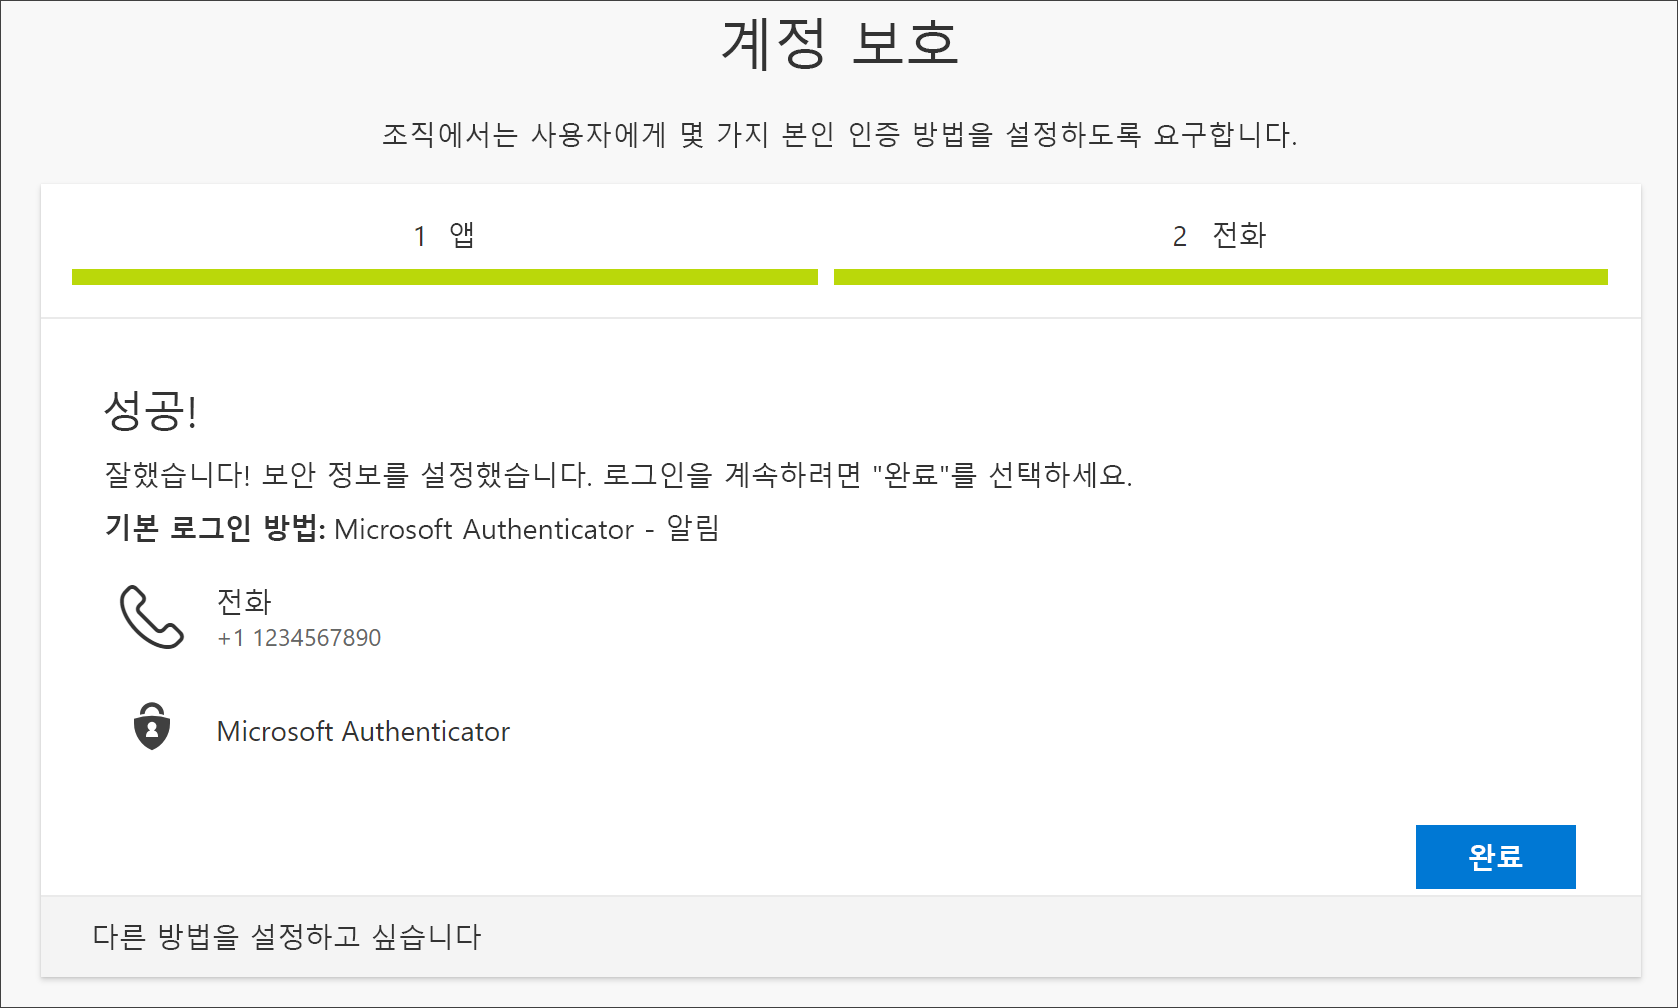 계정 보호
조직에서는 사용자에게 몇 가지 본인 인증 방법을 설정하도록 요구합니다.
1 앱
2 전화
성공!
잘했습니다! 보안 정보를 설정했습니다. 로그인을 계속하려면 "완료"를 선택하세요.
기본 로그인 방법: Microsoft Authenticator - 알림
전화
+1 1234567890
Microsoft Authenticator
완료
다른 방법을 설정하고 싶습니다